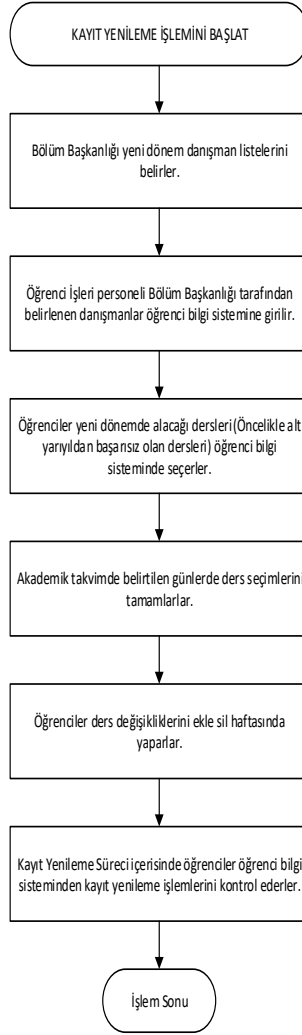 KAYIT YENİLEME İŞLEMİNİ BAŞLAT
Bölüm Başkanlığı yeni dönem danışman listelerini
belirler.
Öğrenci İşleri personeli Bölüm Başkanlığı tarafından
belirlenen danışmanlar öğrenci bilgi sistemine girilir.
Öğrenciler yeni dönemde alacağı dersleri (Öncelikle alt
yarıyıldan başarısız olan dersleri) öğrenci bilgi
sisteminde seçerler.
Akademik takvimde belirtilen günlerde ders seçimlerini
tamamlarlar.
Öğrenciler ders değişikliklerini ekle sil haftasında
yaparlar.
Kayıt Yenileme Süreci içerisinde öğrenciler öğrenci bilgi
sisteminden kayıt yenileme işlemlerini kontrol ederler.
İşlem Sonu